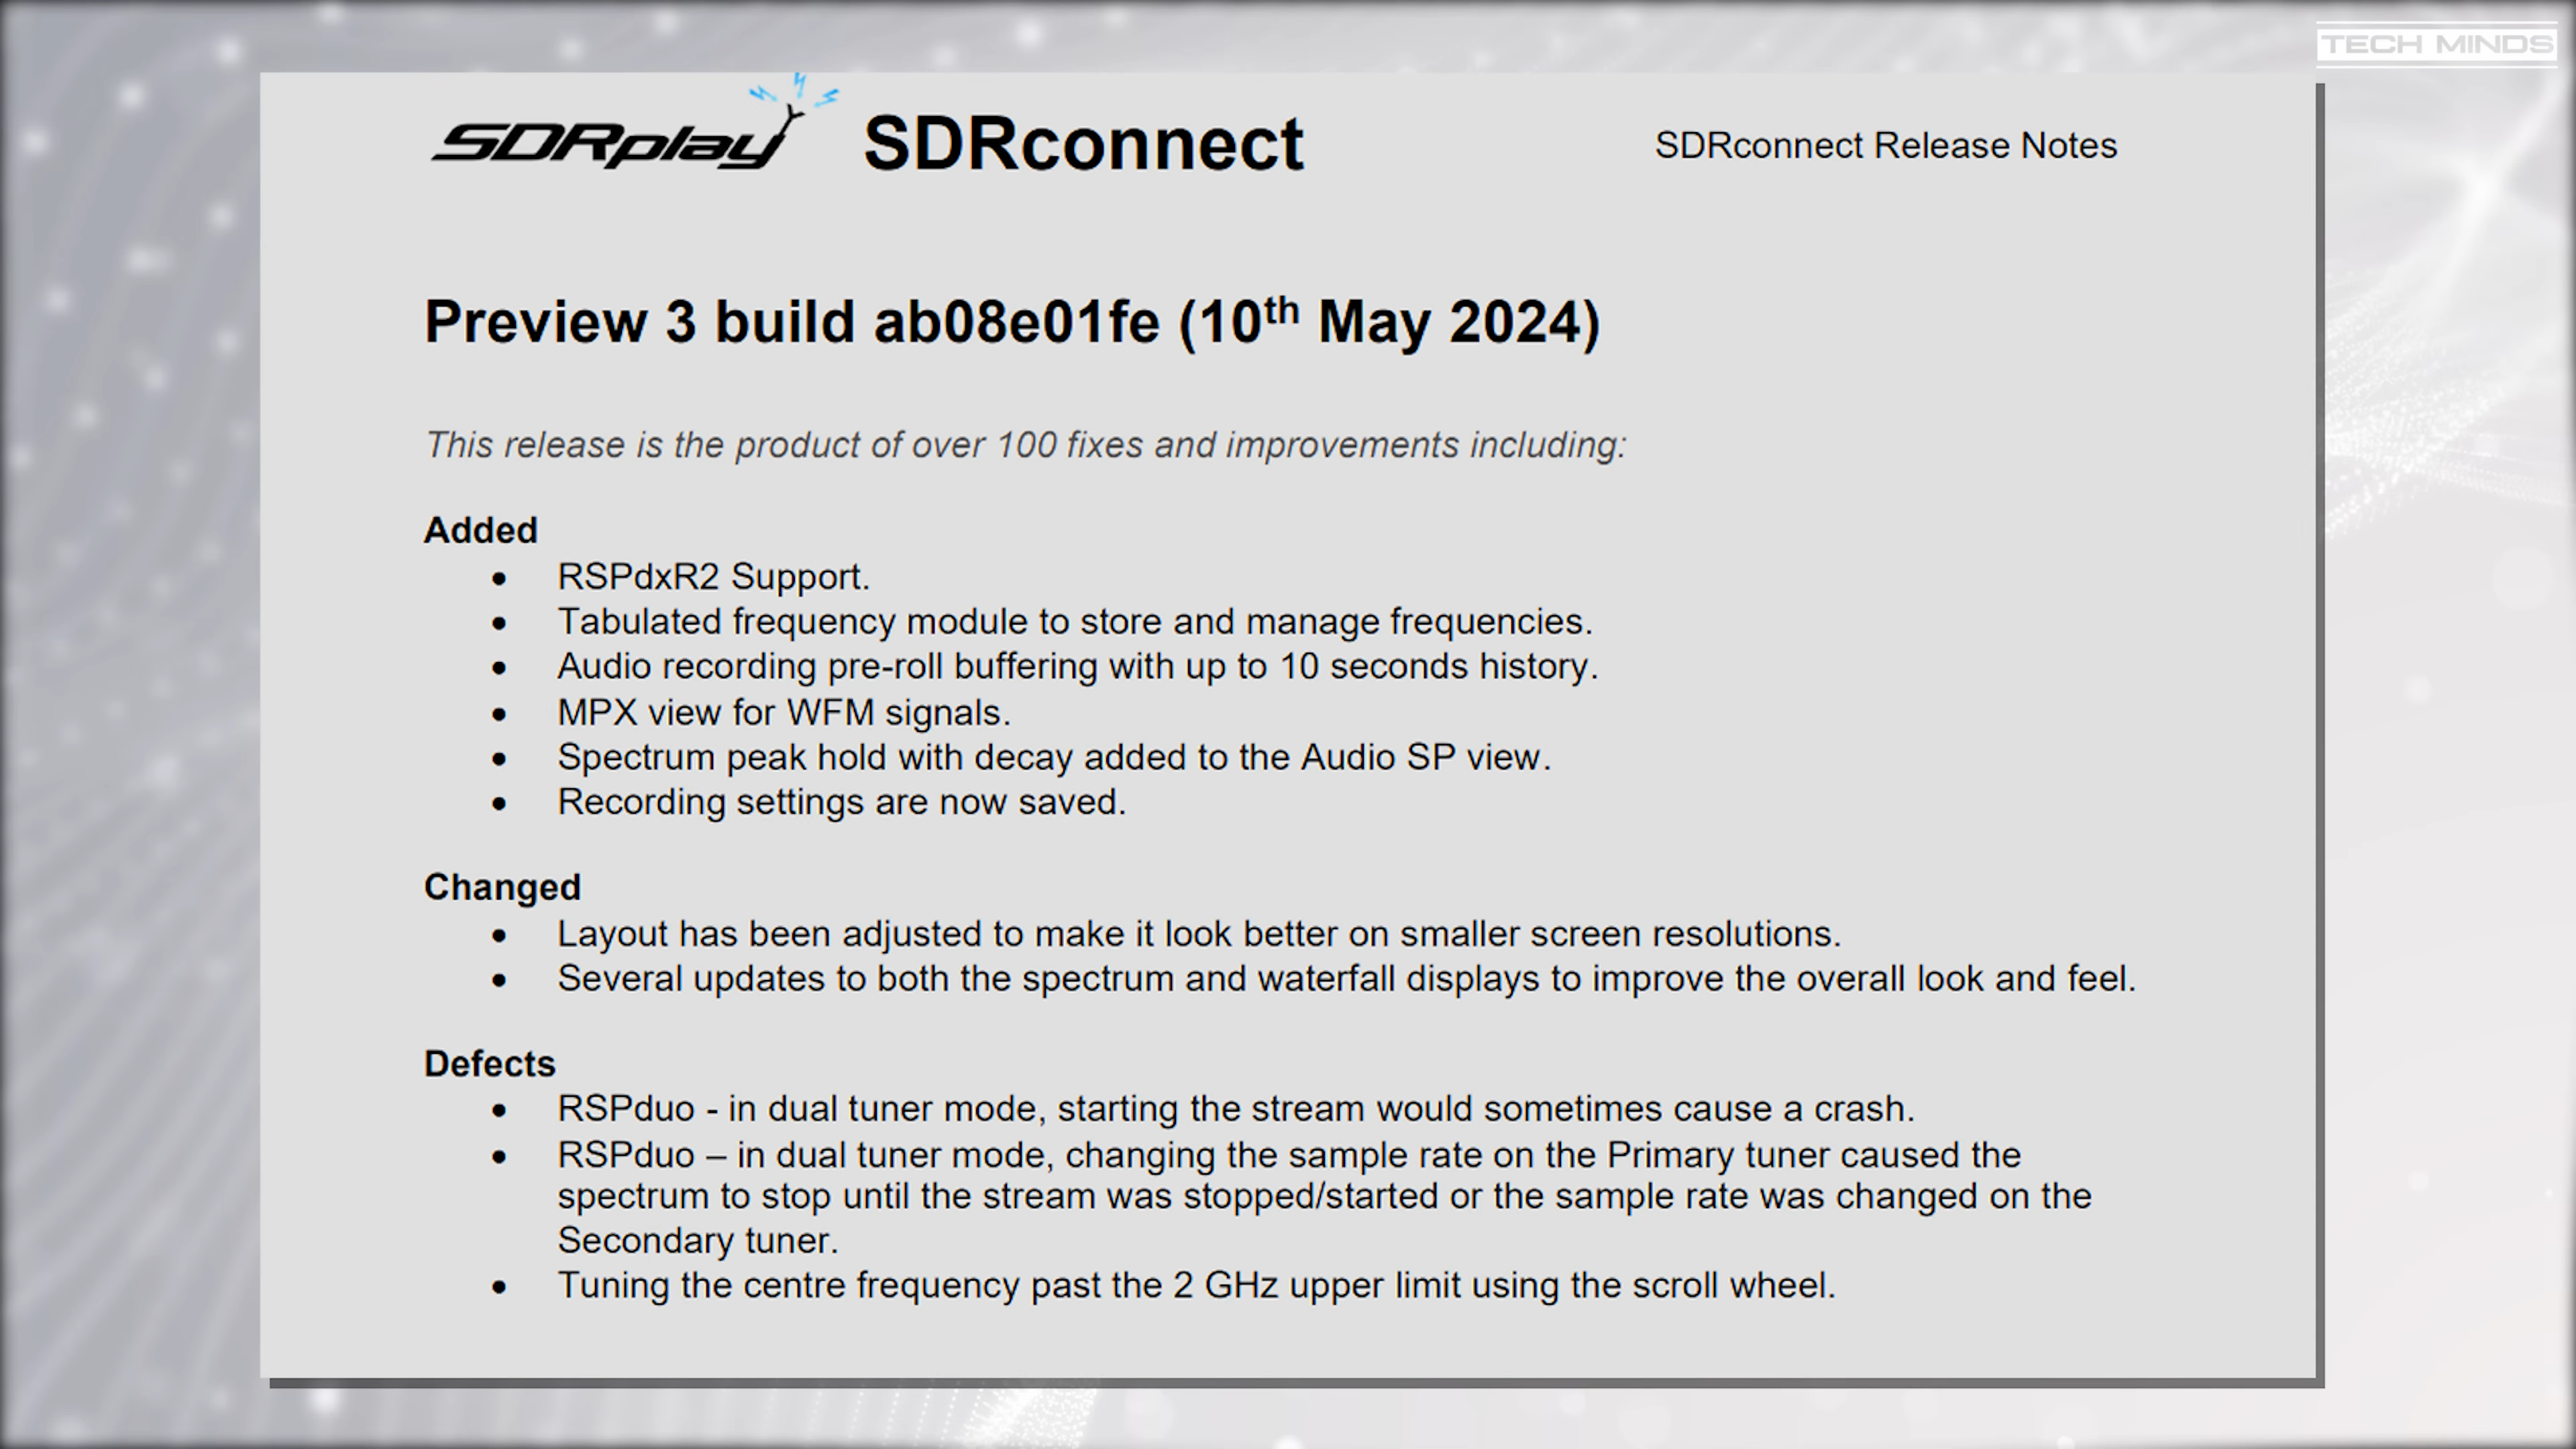 TECH MINDS
SDRplay SDRconnect SDRconnect Release Notes
Preview 3 build ab08e01fe (10th May 2024)
This release is the product of over 100 fixes and improvements including:
Added
• RSPdxR2 Support.
• Tabulated frequency module to store and manage frequencies.
• Audio recording pre-roll buffering with up to 10 seconds history.
• MPX view for WFM signals.
• Spectrum peak hold with decay added to the Audio SP view.
• Recording settings are now saved.
Changed
• Layout has been adjusted to make it look better on smaller screen resolutions.
• Several updates to both the spectrum and waterfall displays to improve the overall look and feel.
Defects
• RSPduo - in dual tuner mode, starting the stream would sometimes cause a crash.
• RSPduo – in dual tuner mode, changing the sample rate on the Primary tuner caused the
spectrum to stop until the stream was stopped/started or the sample rate was changed on the
Secondary tuner.
• Tuning the centre frequency past the 2 GHz upper limit using the scroll wheel.